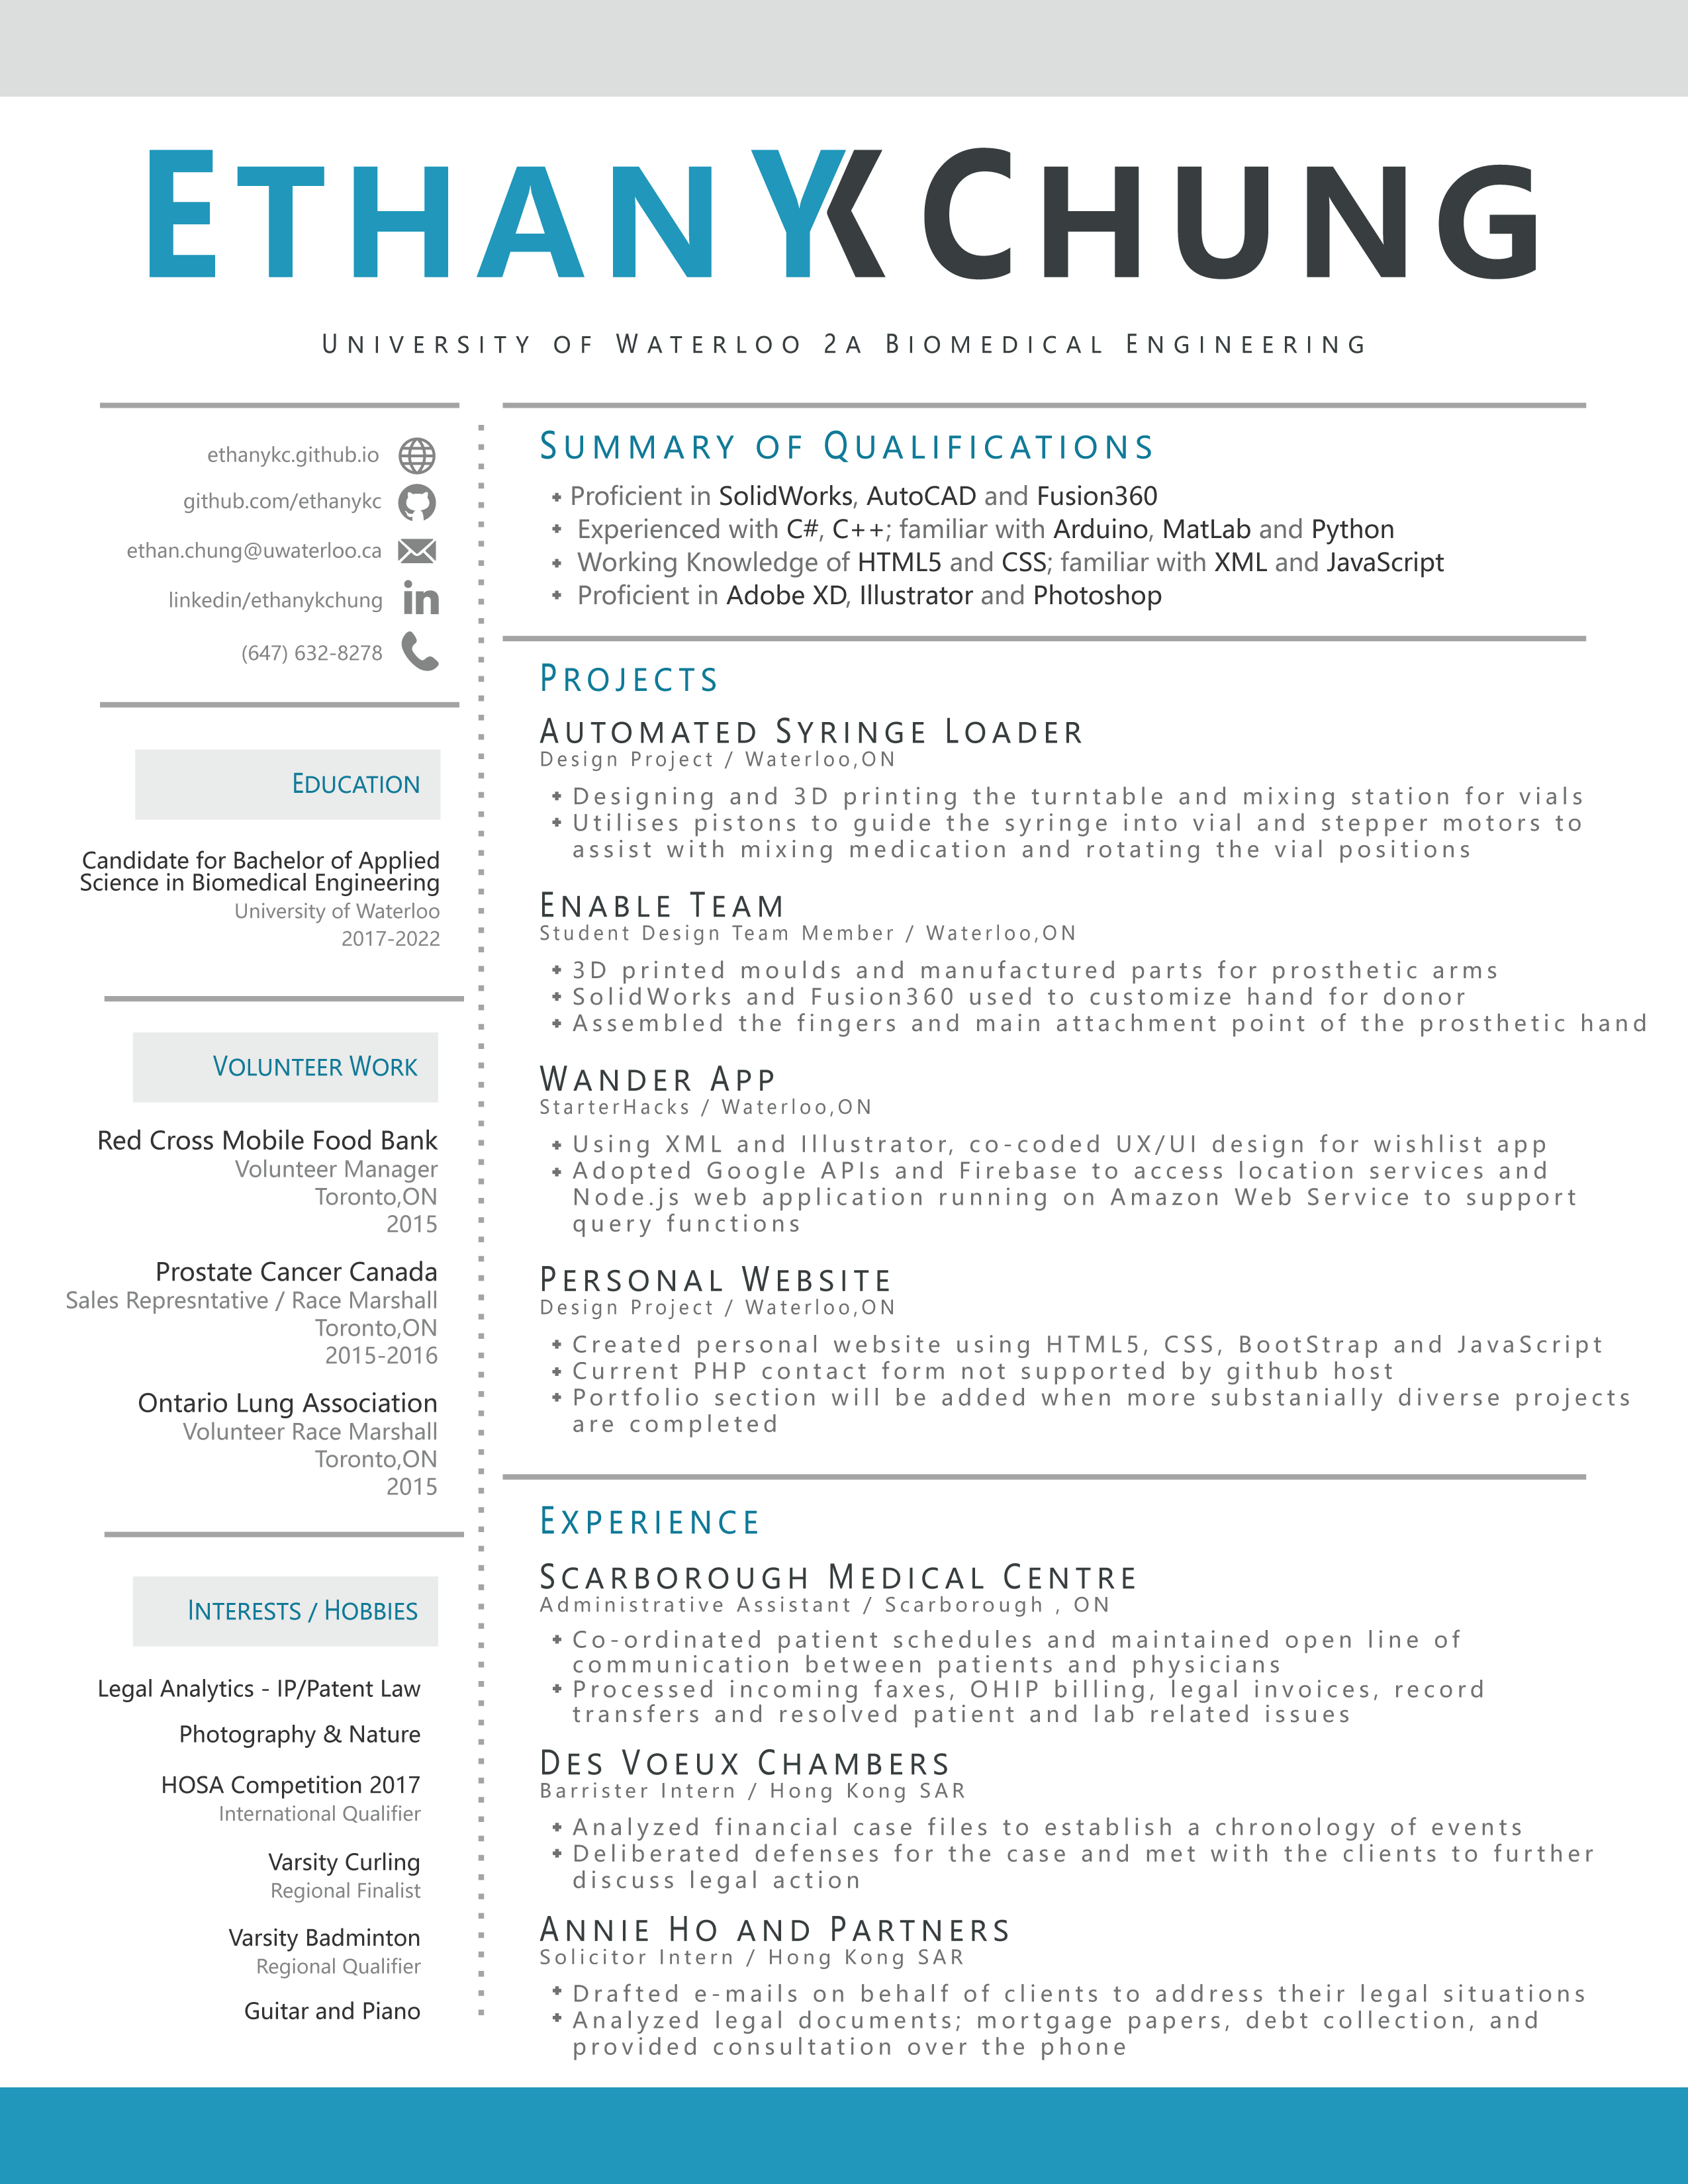 ETHAN YK CHUNG
UNIVERSITY OF WATERLOO 2A BIOMEDICAL ENGINEERING
ethanykc.github.io
github.com/ethanykc
ethan.chung@uwaterloo.ca
linkedin/ethanykchung
(647) 632-8278
EDUCATION
Candidate for Bachelor of Applied
Science in Biomedical Engineering
University of Waterloo
2017-2022
VOLUNTEER WORK
Red Cross Mobile Food Bank
Volunteer Manager
Toronto,ON
2015
Prostate Cancer Canada
Sales Represntative / Race Marshall
Toronto,ON
2015-2016
Ontario Lung Association
Volunteer Race Marshall
Toronto,ON
2015
INTERESTS / HOBBIES
Legal Analytics - IP/Patent Law
Photography & Nature
HOSA Competition 2017
International Qualifier
Varsity Curling
Regional Finalist
Varsity Badminton
Regional Qualifier
Guitar and Piano
SUMMARY OF QUALIFICATIONS
Proficient in SolidWorks, AutoCAD and Fusion360
Experienced with C#, C++; familiar with Arduino, MatLab and Python
Working Knowledge of HTML5 and CSS; familiar with XML and JavaScript
Proficient in Adobe XD, Illustrator and Photoshop
PROJECTS
AUTOMATED SYRINGE LOADER
Design Project / Waterloo,ON
Designing and 3D printing the turntable and mixing station for vials
Utilises pistons to guide the syringe into vial and stepper motors to
assist with mixing medication and rotating the vial positions
ENABLE TEAM
Student Design Team Member / Waterloo,ON
3D printed moulds and manufactured parts for prosthetic arms
SolidWorks and Fusion360 used to customize hand for donor
Assembled the fingers and main attachment point of the prosthetic hand
WANDER APP
StarterHacks / Waterloo,ON
Using XML and Illustrator, co-coded UX/UI design for wishlist app
Adopted Google APIs and Firebase to access location services and
Node.js web application running on Amazon Web Service to support
query functions
PERSONAL WEBSITE
Design Project / Waterloo,ON
Created personal website using HTML5, CSS, BootStrap and JavaScript
Current PHP contact form not supported by github host
Portfolio section will be added when more substanially diverse projects
are completed
EXPERIENCE
SCARBOROUGH MEDICAL CENTRE
Administrative Assistant / Scarborough , ON
Co-ordinated patient schedules and maintained open line of
communication between patients and physicians
Processed incoming faxes, OHIP billing, legal invoices, record
transfers and resolved patient and lab related issues
DES VOEUX CHAMBERS
Barrister Intern / Hong Kong SAR
Analyzed financial case files to establish a chronology of events
Deliberated defenses for the case and met with the clients to further
discuss legal action
ANNIE HO AND PARTNERS
Solicitor Intern / Hong Kong SAR
Drafted e-mails on behalf of clients to address their legal situations
Analyzed legal documents; mortgage papers, debt collection, and
provided consultation over the phone